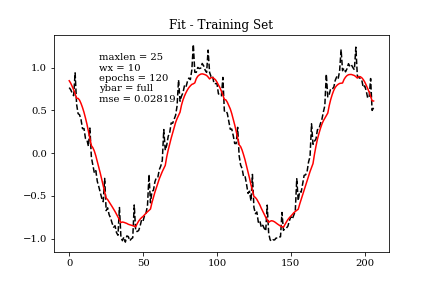 Fit - Training Set
maxlen = 25
wx = 10
epochs = 120
ybar = full
mse = 0.02819
1.0
0.5
0.0
−0.5
−1.0
0 50 100 150 200